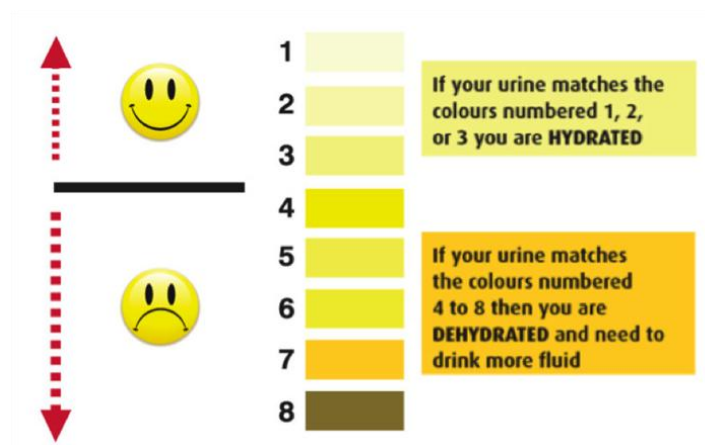 1
2
3
4
5
6
7
8
If your urine matches the
colours numbered 1, 2,
or 3 you are HYDRATED
If your urine matches
the colours numbered
4 to 8 then you are
DEHYDRATED and need to
drink more fluid